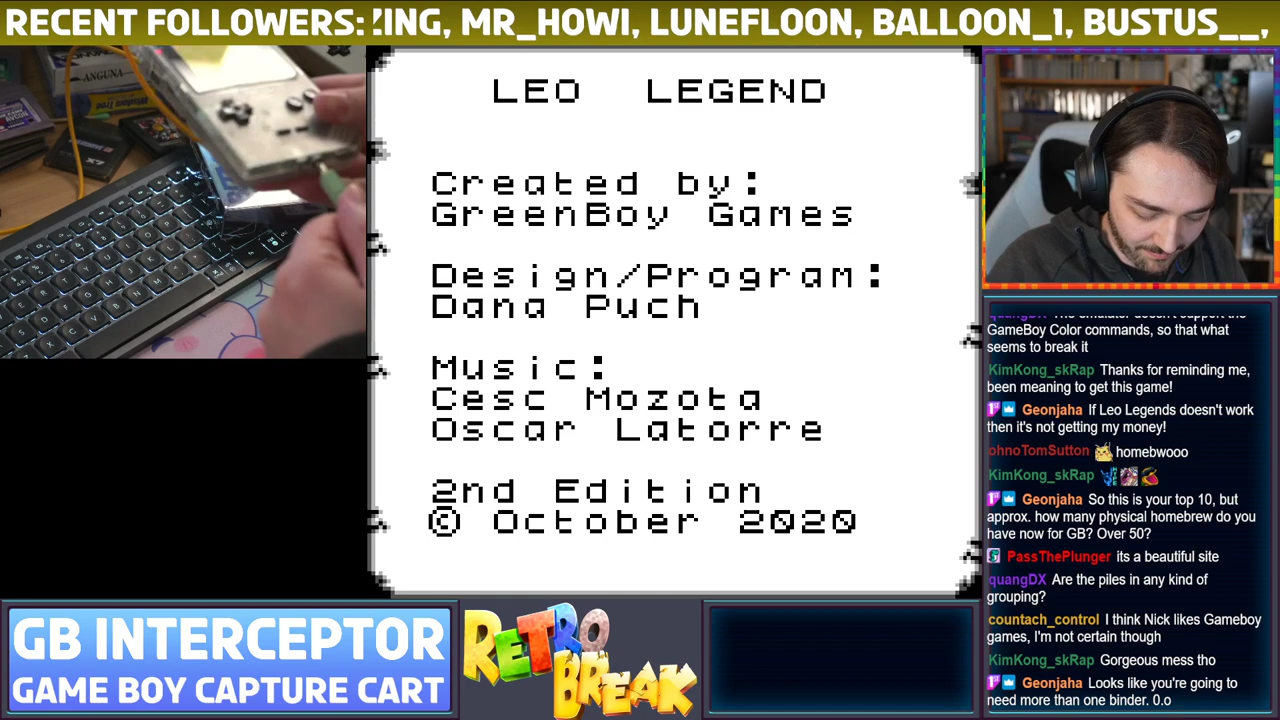 RECENT FOLLOWERS: ZING, MR_HOWI, LUNEFLOON, BALLOON_1, BUSTUS__,
ANGUNA
X7
LEO LEGEND
Created by:
GreenBoy Games
Design/Program:
Dana Puch
Music:
Cesc Mozota
Oscar Latorre
2nd Edition
© October 2020
GameBoy Color commands, so that what
seems to break it
KimKong_skRap Thanks for reminding me,
been meaning to get this game!
Geonjaha If Leo Legends doesn't work
then it's not getting my money!
ohnoTomSutton homebwooo
KimKong_skRap
Geonjaha So this is your top 10, but
approx. how many physical homebrew do you
have now for GB? Over 50?
PassThePlunger its a beautiful site
quangDX Are the piles in any kind of
grouping?
countach_control I think Nick likes Gameboy
games, I'm not certain though
KimKong_skRap Gorgeous mess tho
Geonjaha Looks like you're going to
need more than one binder. 0.o
GB INTERCEPTOR
GAME BOY CAPTURE CART
RETRO
BREAK